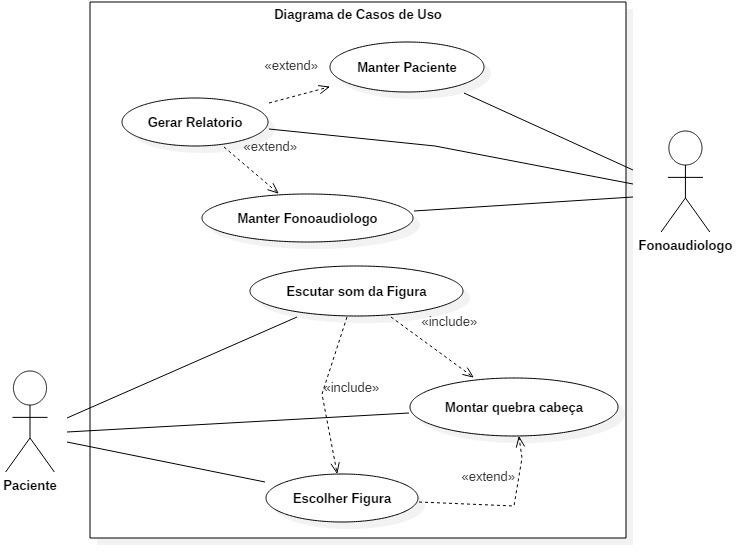 Diagrama de Casos de Uso
«extend»
Manter Paciente
Gerar Relatorio
«extend»
Manter Fonoaudiologo
Fonoaudiologo
Escutar som da Figura
«include»
«include»
Montar quebra cabeça
Paciente
«extend»
Escolher Figura